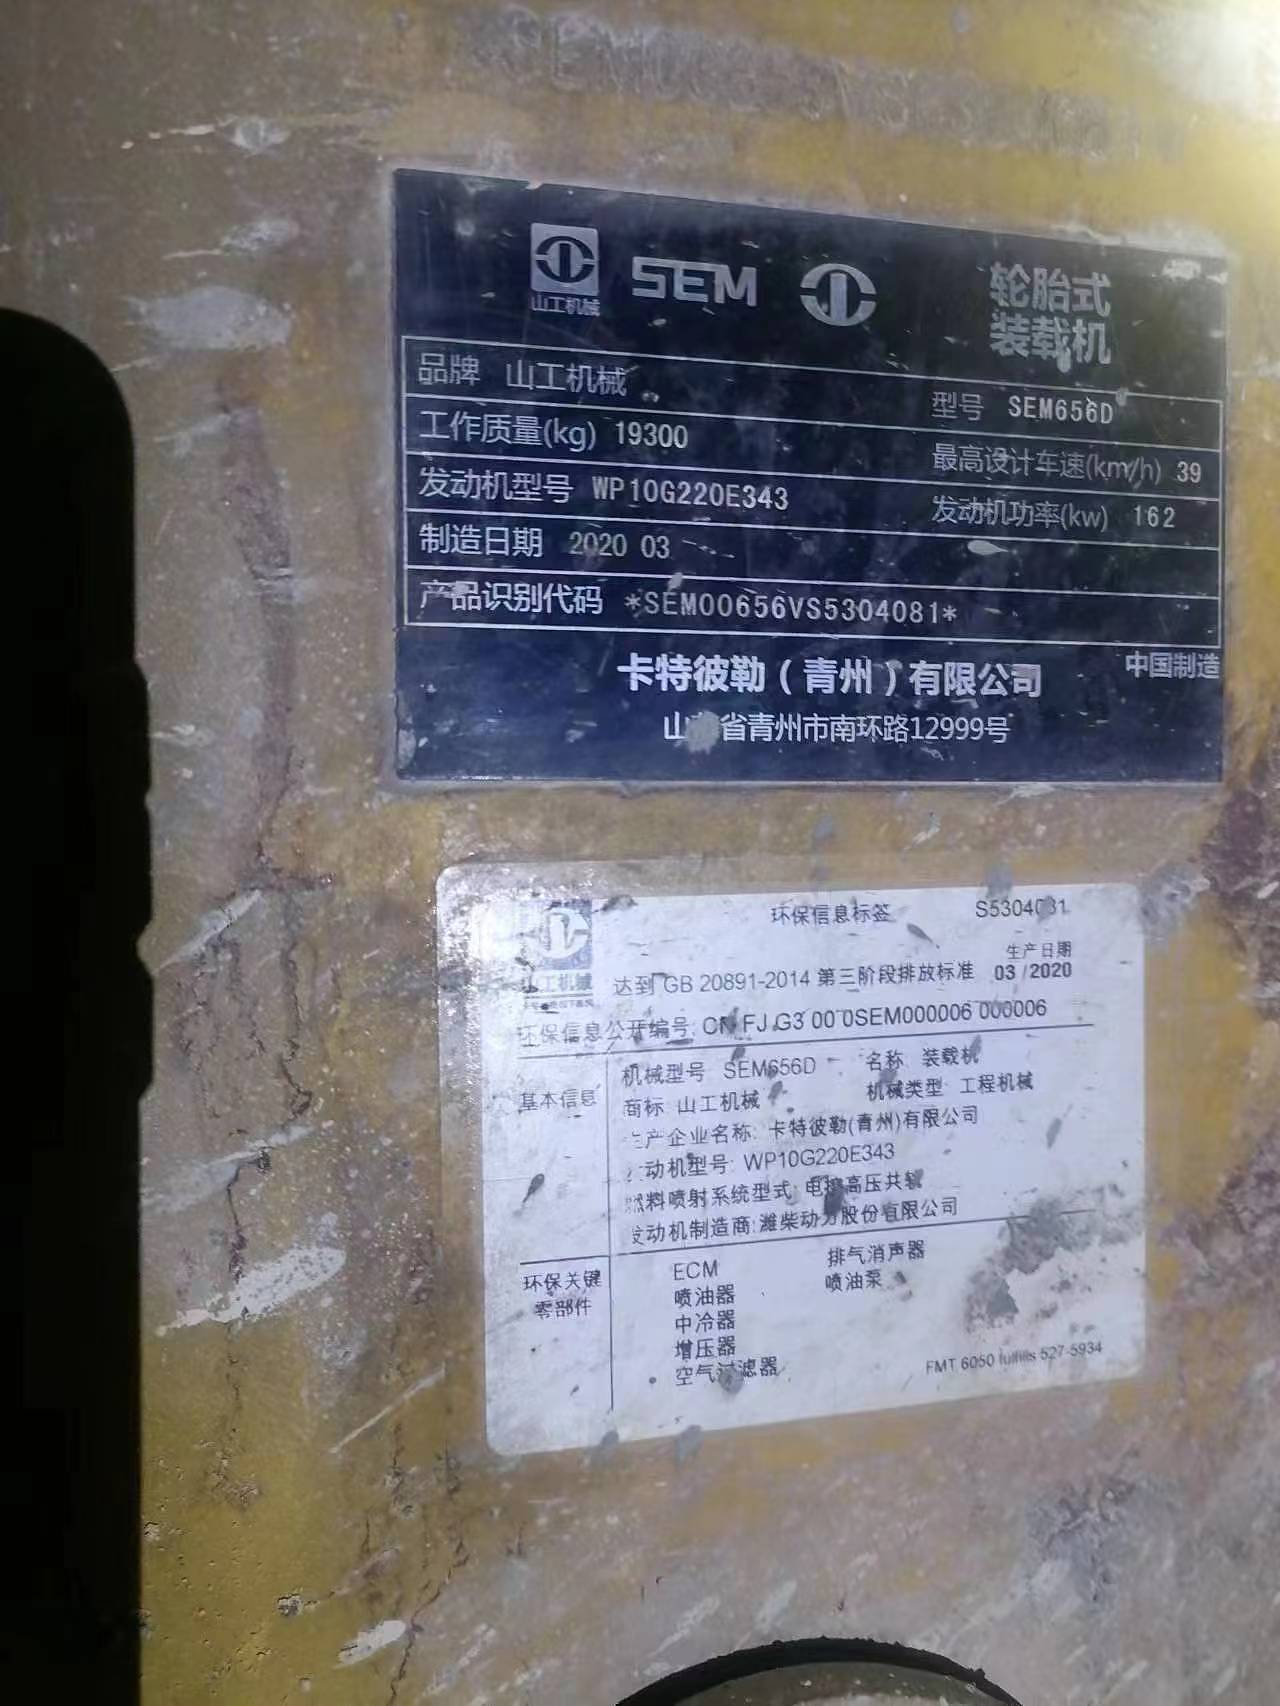 山工机械 SEM 轮胎式
装载机
品牌 山工机械 型号 SEM656D
工作质量(kg) 19300 最高设计车速(km/h) 39
发动机型号 WP10G220E343 发动机功率(kw) 162
制造日期 2020 03
产品识别代码 *SEM00656VS5304081*
卡特彼勒（青州）有限公司 中国制造
山 省青州市南环路12999号
环保信息标签 S5304081
生产日期
工机械 达到 GB 20891-2014 第三阶段排放标准 03/2020
环保信息公开编号: CN FJ G3 00 0SEM000006 000006
基本信息
机械型号 SEM656D 名称 装载机
商标: 山工机械 机械类型 工程机械
产企业名称: 卡特彼勒(青州)有限公司
动机型号: WP10G220E343
燃料喷射系统型式: 电控高压共轨
发动机制造商:潍柴动力股份有限公司
环保关键
零部件
ECM 排气消声器
喷油器 喷油泵
中冷器
增压器
空气过滤器
FMT 6050 fulfills 527-5934